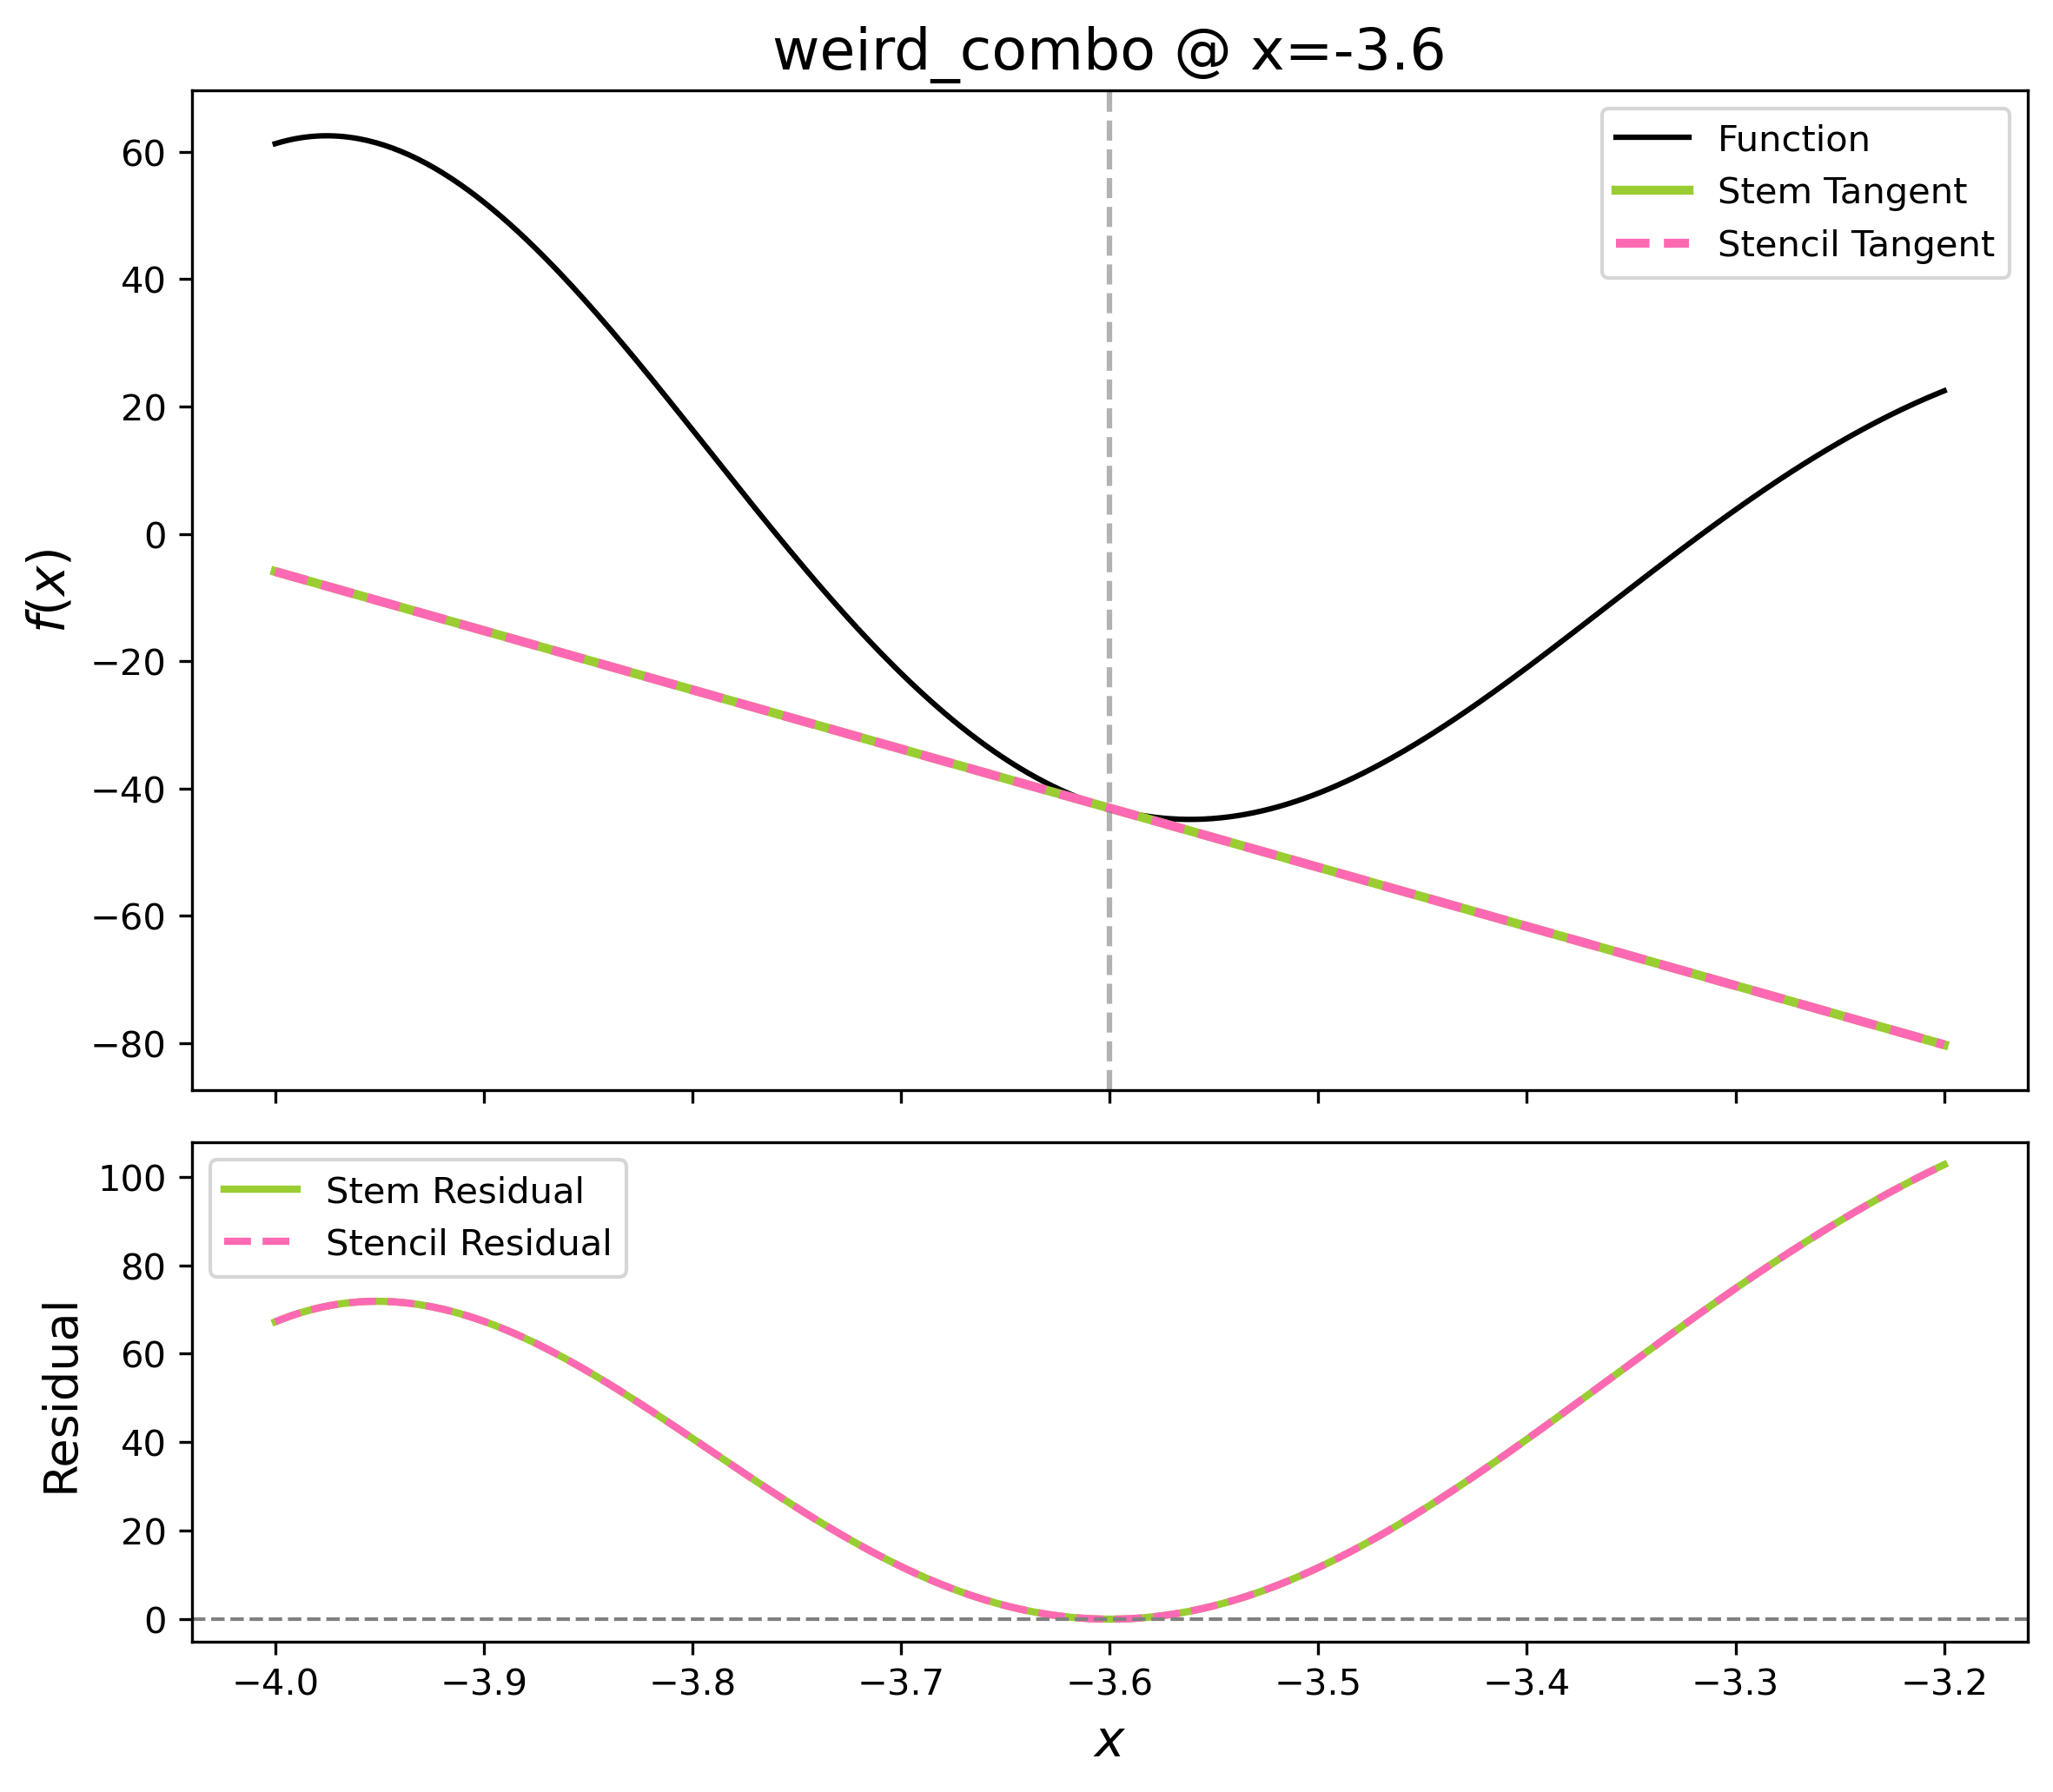 weird_combo @ x=-3.6
60
40
20
0
−20
−40
−60
−80
f(x)
Function
Stem Tangent
Stencil Tangent
100
80
60
40
20
0
Residual
Stem Residual
Stencil Residual
−4.0 −3.9 −3.8 −3.7 −3.6 −3.5 −3.4 −3.3 −3.2
x